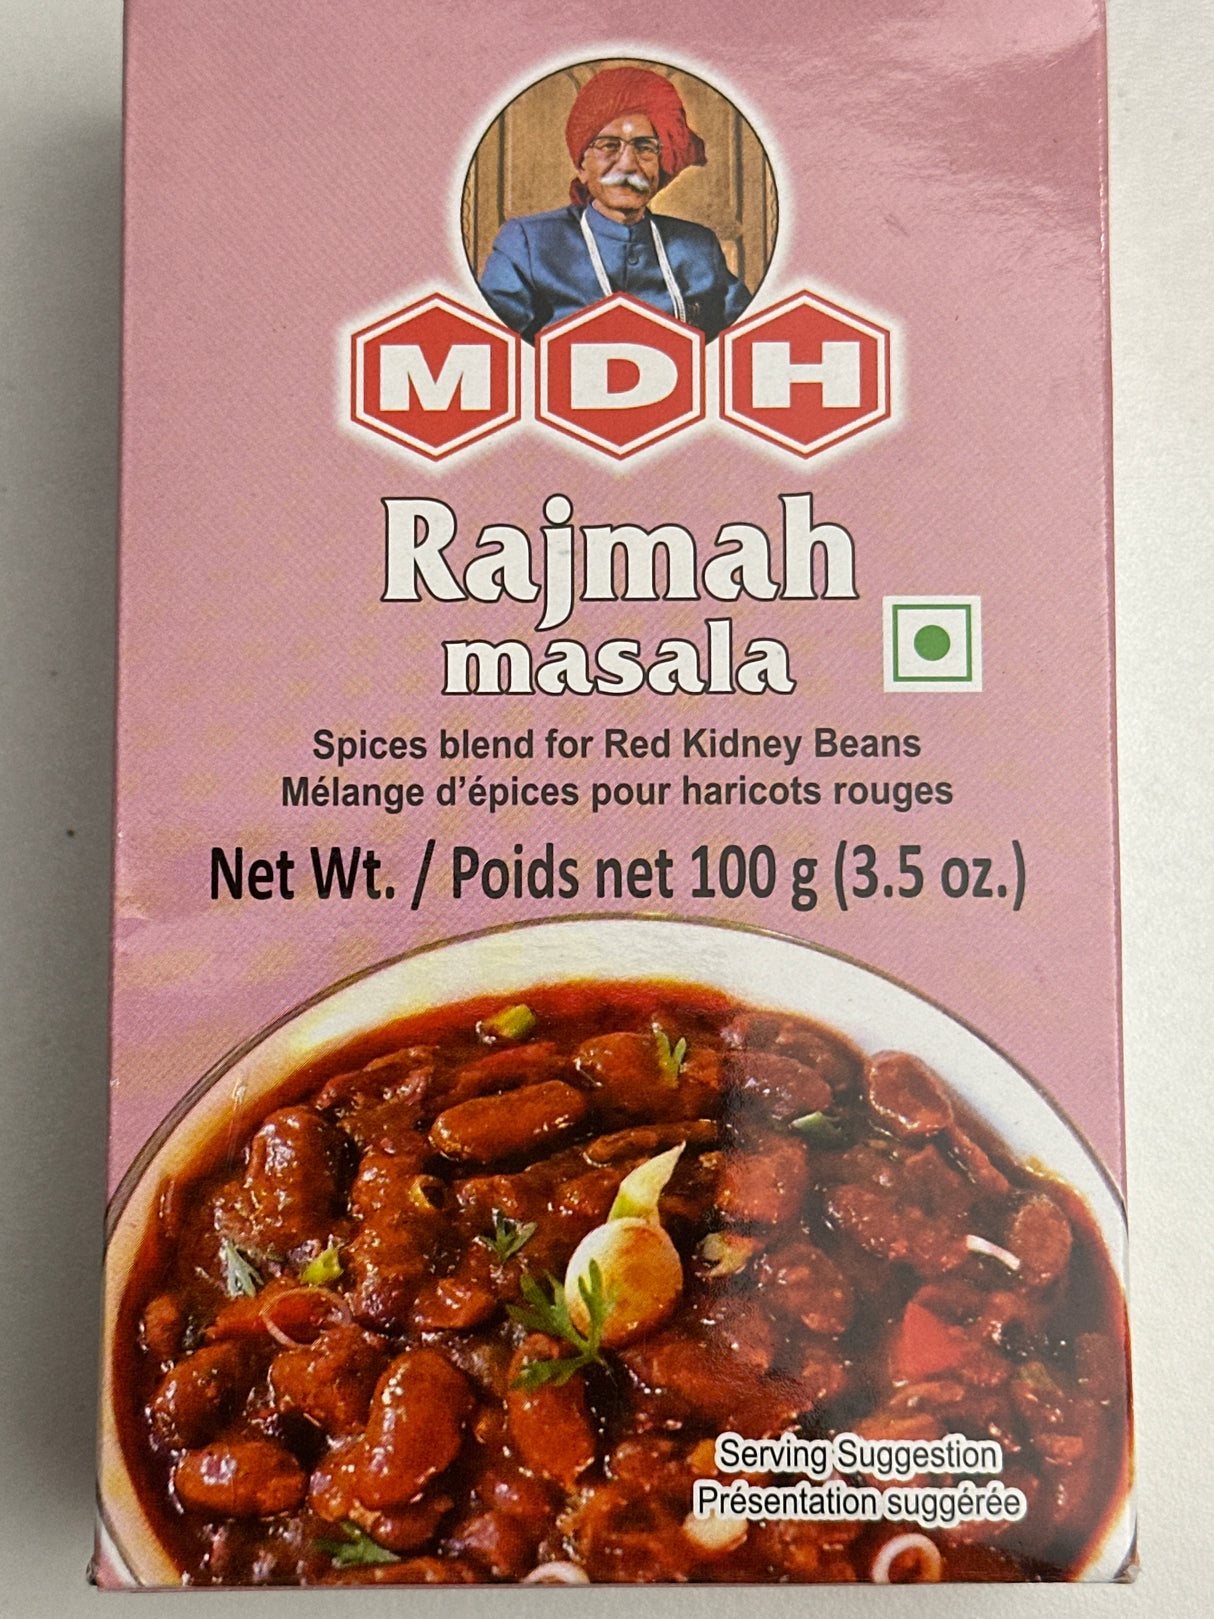 MDH
Rajmah
masala
Spices blend for Red Kidney Beans
Mélange d'épices pour haricots rouges
Net Wt. / Poids net 100 g (3.5 oz.)
Serving Suggestion
Présentation suggérée